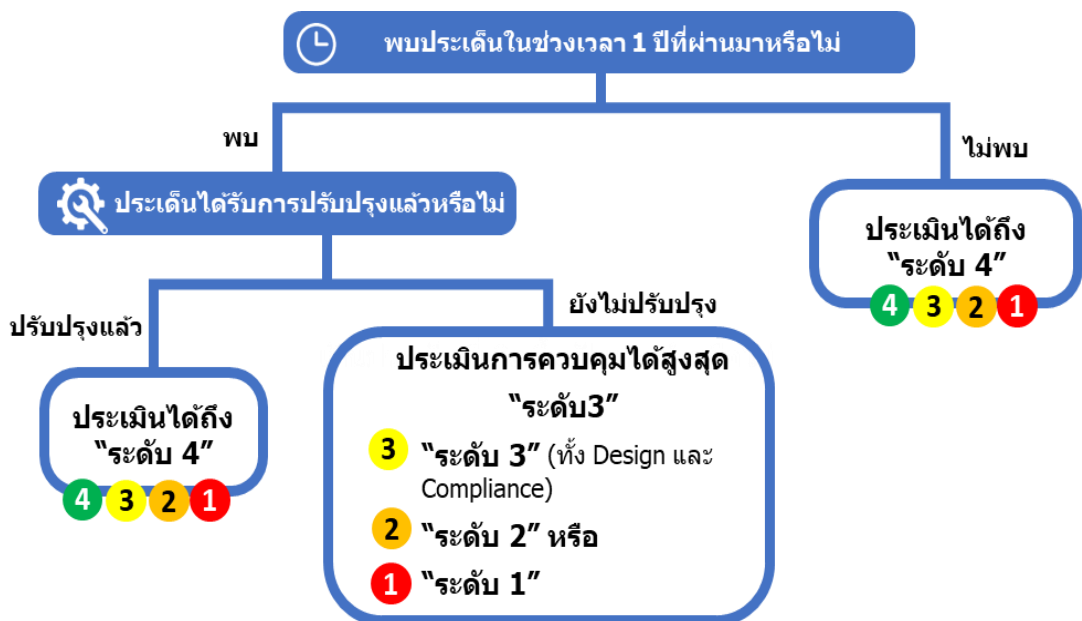 พบประเด็นในช่วงเวลา 1 ปีที่ผ่านมาหรือไม่
พบ
ไม่พบ
ประเด็นได้รับการปรับปรุงแล้วหรือไม่
ประเมินได้ถึง
“ระดับ 4”
4 3 2 1
ปรับปรุงแล้ว
ยังไม่ปรับปรุง
ประเมินได้ถึง
“ระดับ 4”
4 3 2 1
ประเมินการควบคุมได้สูงสุด
“ระดับ3”
3 “ระดับ 3” (ทั้ง Design และ
Compliance)
2 “ระดับ 2” หรือ
1 “ระดับ 1”